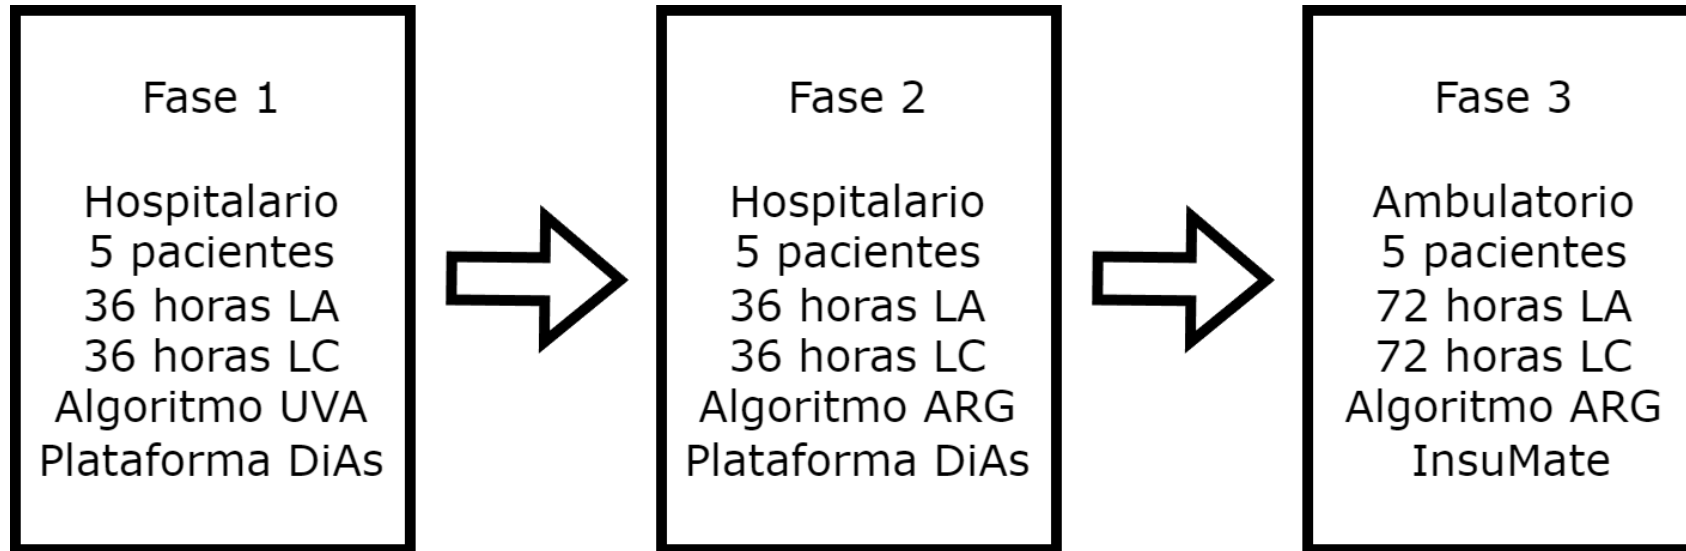 Fase 1
Hospitalario
5 pacientes
36 horas LA
36 horas LC
Algoritmo UVA
Plataforma DiAs
Fase 2
Hospitalario
5 pacientes
36 horas LA
36 horas LC
Algoritmo ARG
Plataforma DiAs
Fase 3
Ambulatorio
5 pacientes
72 horas LA
72 horas LC
Algoritmo ARG
InsuMate